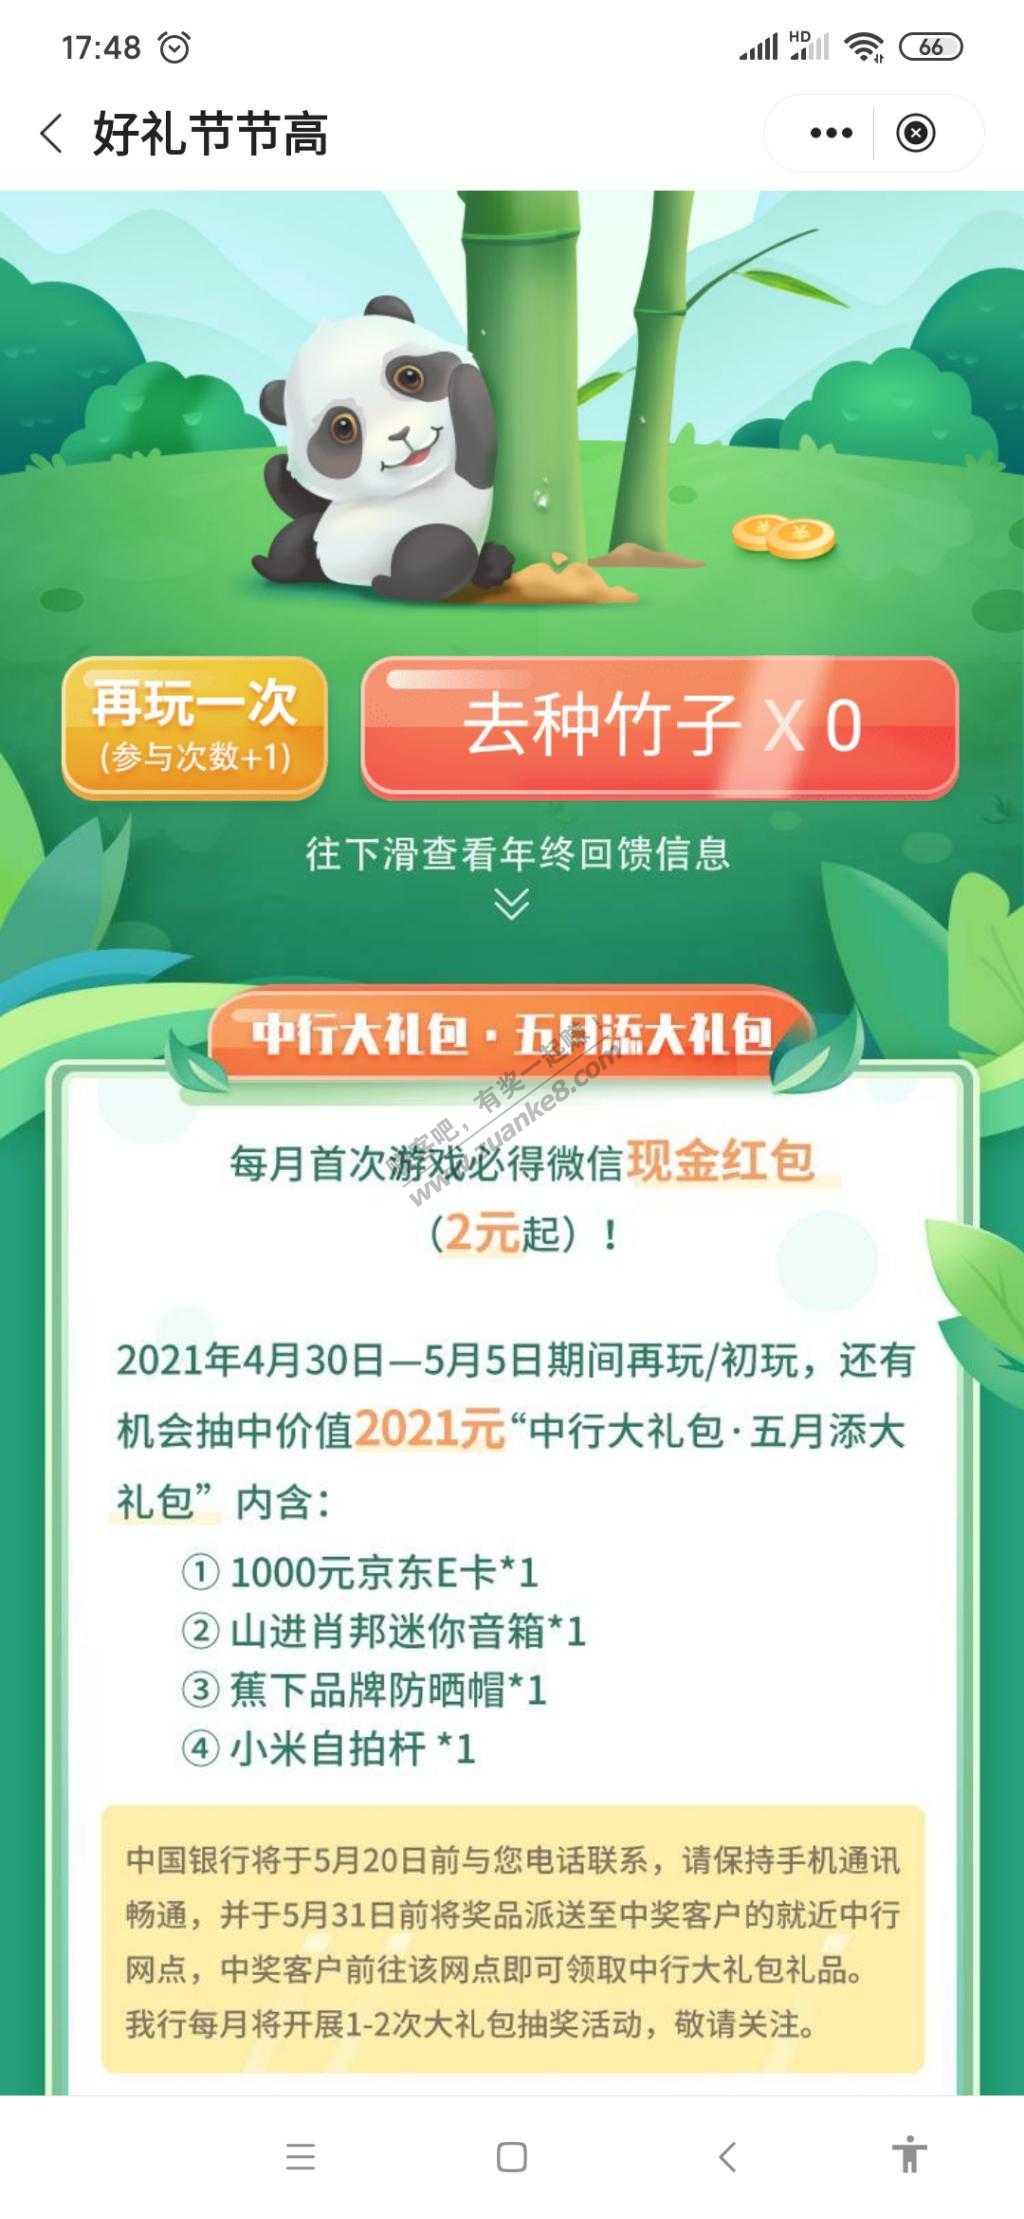 17:48
HD
66
好礼节节高
再玩一次
(参与次数+1)
去种竹子 X 0
往下滑查看年终回馈信息
中行大礼包·五月添大礼包
赚客吧，有奖一起赚！
www.zuanke8.com
每月首次游戏必得微信现金红包
（2元起）！
2021年4月30日—5月5日期间再玩/初玩，还有
机会抽中价值2021元“中行大礼包·五月添大
礼包”内含：
① 1000元京东E卡*1
② 山进肖邦迷你音箱*1
③ 蕉下品牌防晒帽*1
④ 小米自拍杆 *1
中国银行将于5月20日前与您电话联系，请保持手机通讯
畅通，并于5月31日前将奖品派送至中奖客户的就近中行
网点，中奖客户前往该网点即可领取中行大礼包礼品。
我行每月将开展1-2次大礼包抽奖活动，敬请关注。